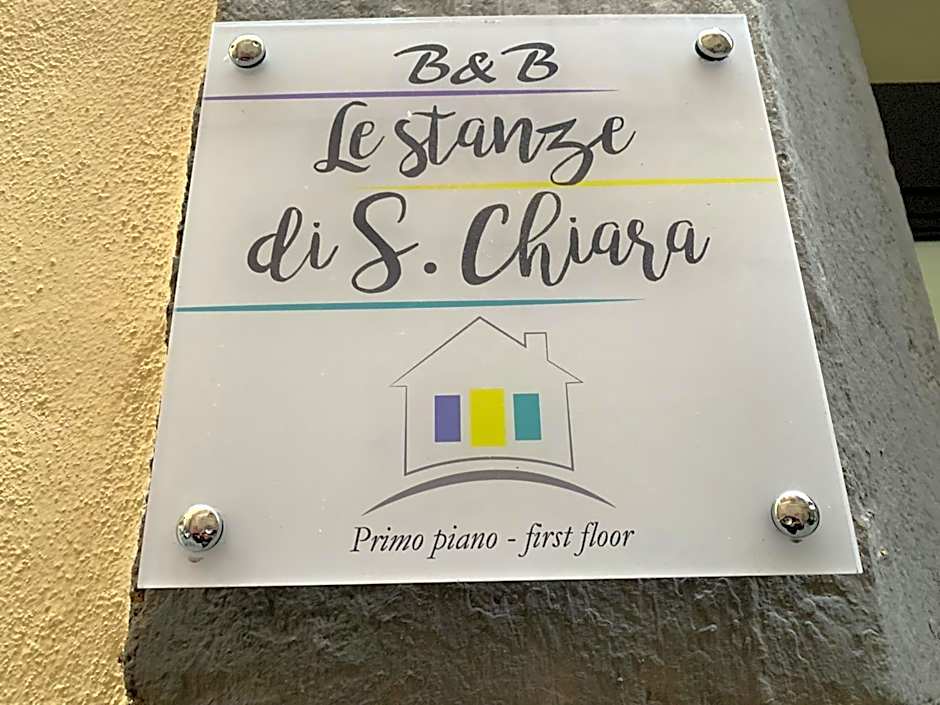 B&B
Le stanze
di S. Chiara
Primo piano - first floor